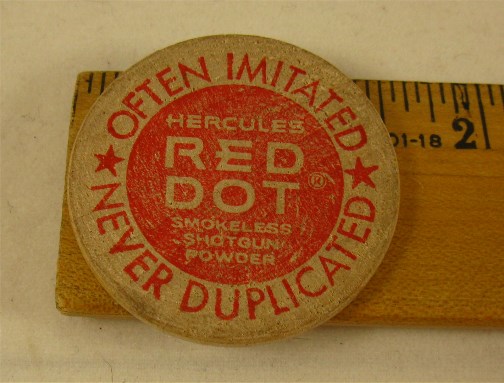 OFTEN IMITATED
HERCULES
RED
DOT®
SMOKELESS
SHOTGUN
POWDER
NEVER DUPLICATED
01-18
2